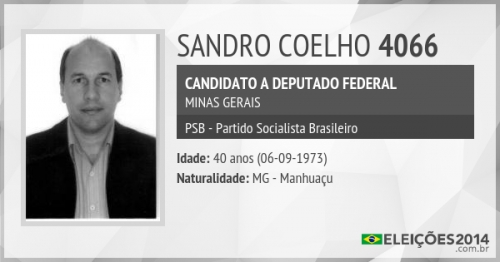 SANDRO COELHO 4066
CANDIDATO A DEPUTADO FEDERAL
MINAS GERAIS
PSB - Partido Socialista Brasileiro
Idade: 40 anos (06-09-1973)
Naturalidade: MG - Manhuaçu
ELEIÇÕES2014
.com.br